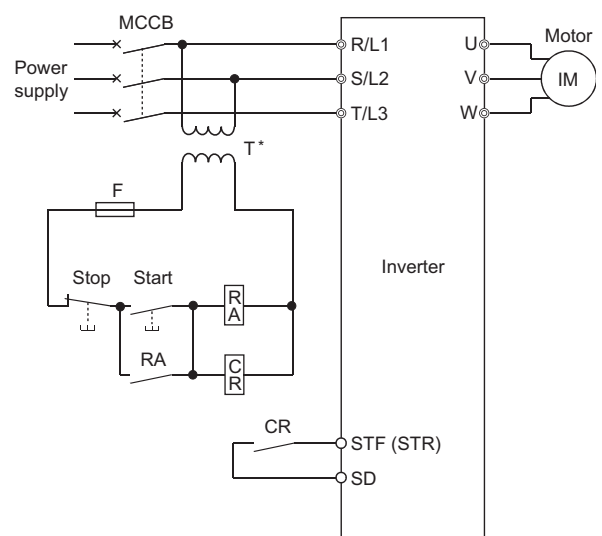 MCCB
Power
supply
R/L1
S/L2
T/L3
U
V
W
Motor
IM
T*
F
Inverter
Stop
Start
R
A
RA
C
R
CR
STF (STR)
SD